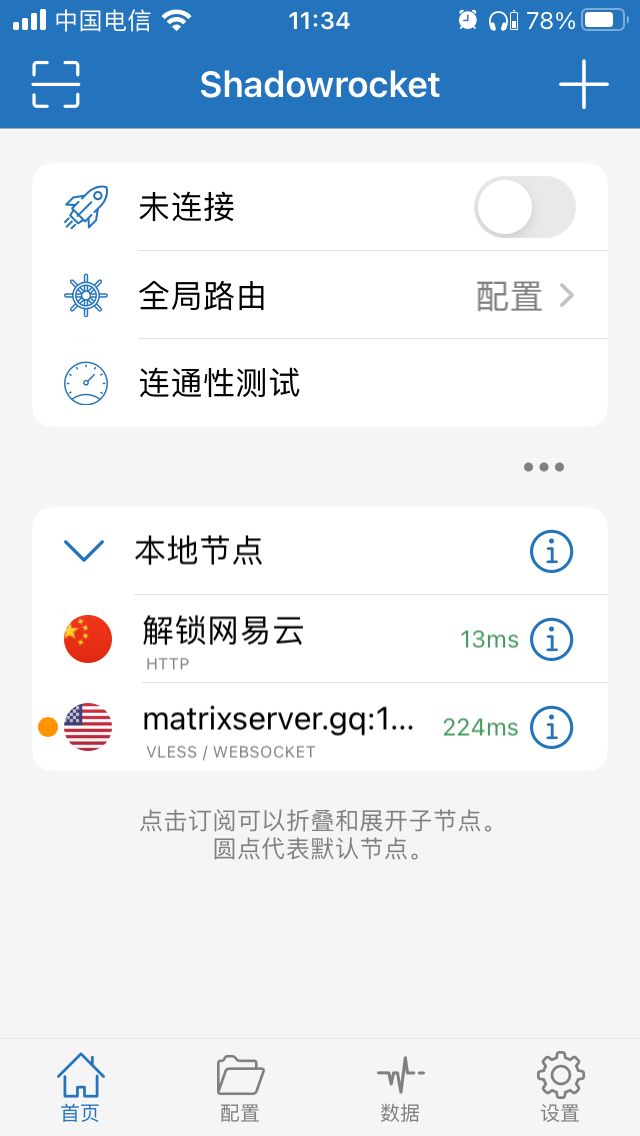 中国电信 11:34 78%
Shadowrocket
未连接
全局路由 配置
连通性测试
本地节点
解锁网易云 13ms
HTTP
matrixserver.gq:1... 224ms
VLESS / WEBSOCKET
点击订阅可以折叠和展开子节点。
圆点代表默认节点。
首页 配置 数据 设置